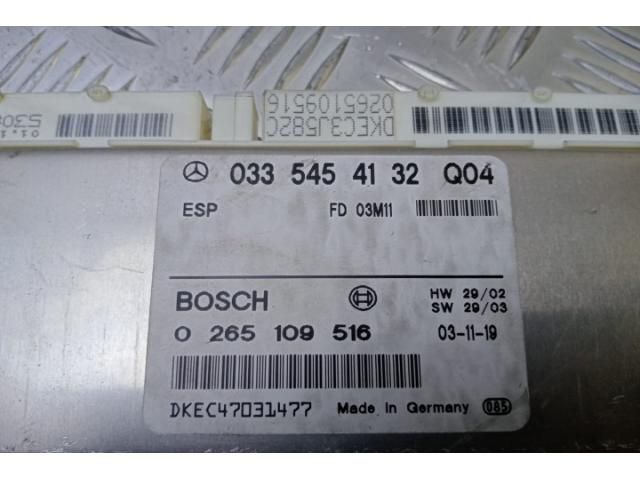 DKEC3J582C
0265109516
033 545 41 32 Q04
ESP FD 03M11
BOSCH HW 29/02
SW 29/03
0 265 109 516 03-11-19
DKEC47031477 Made in Germany 085